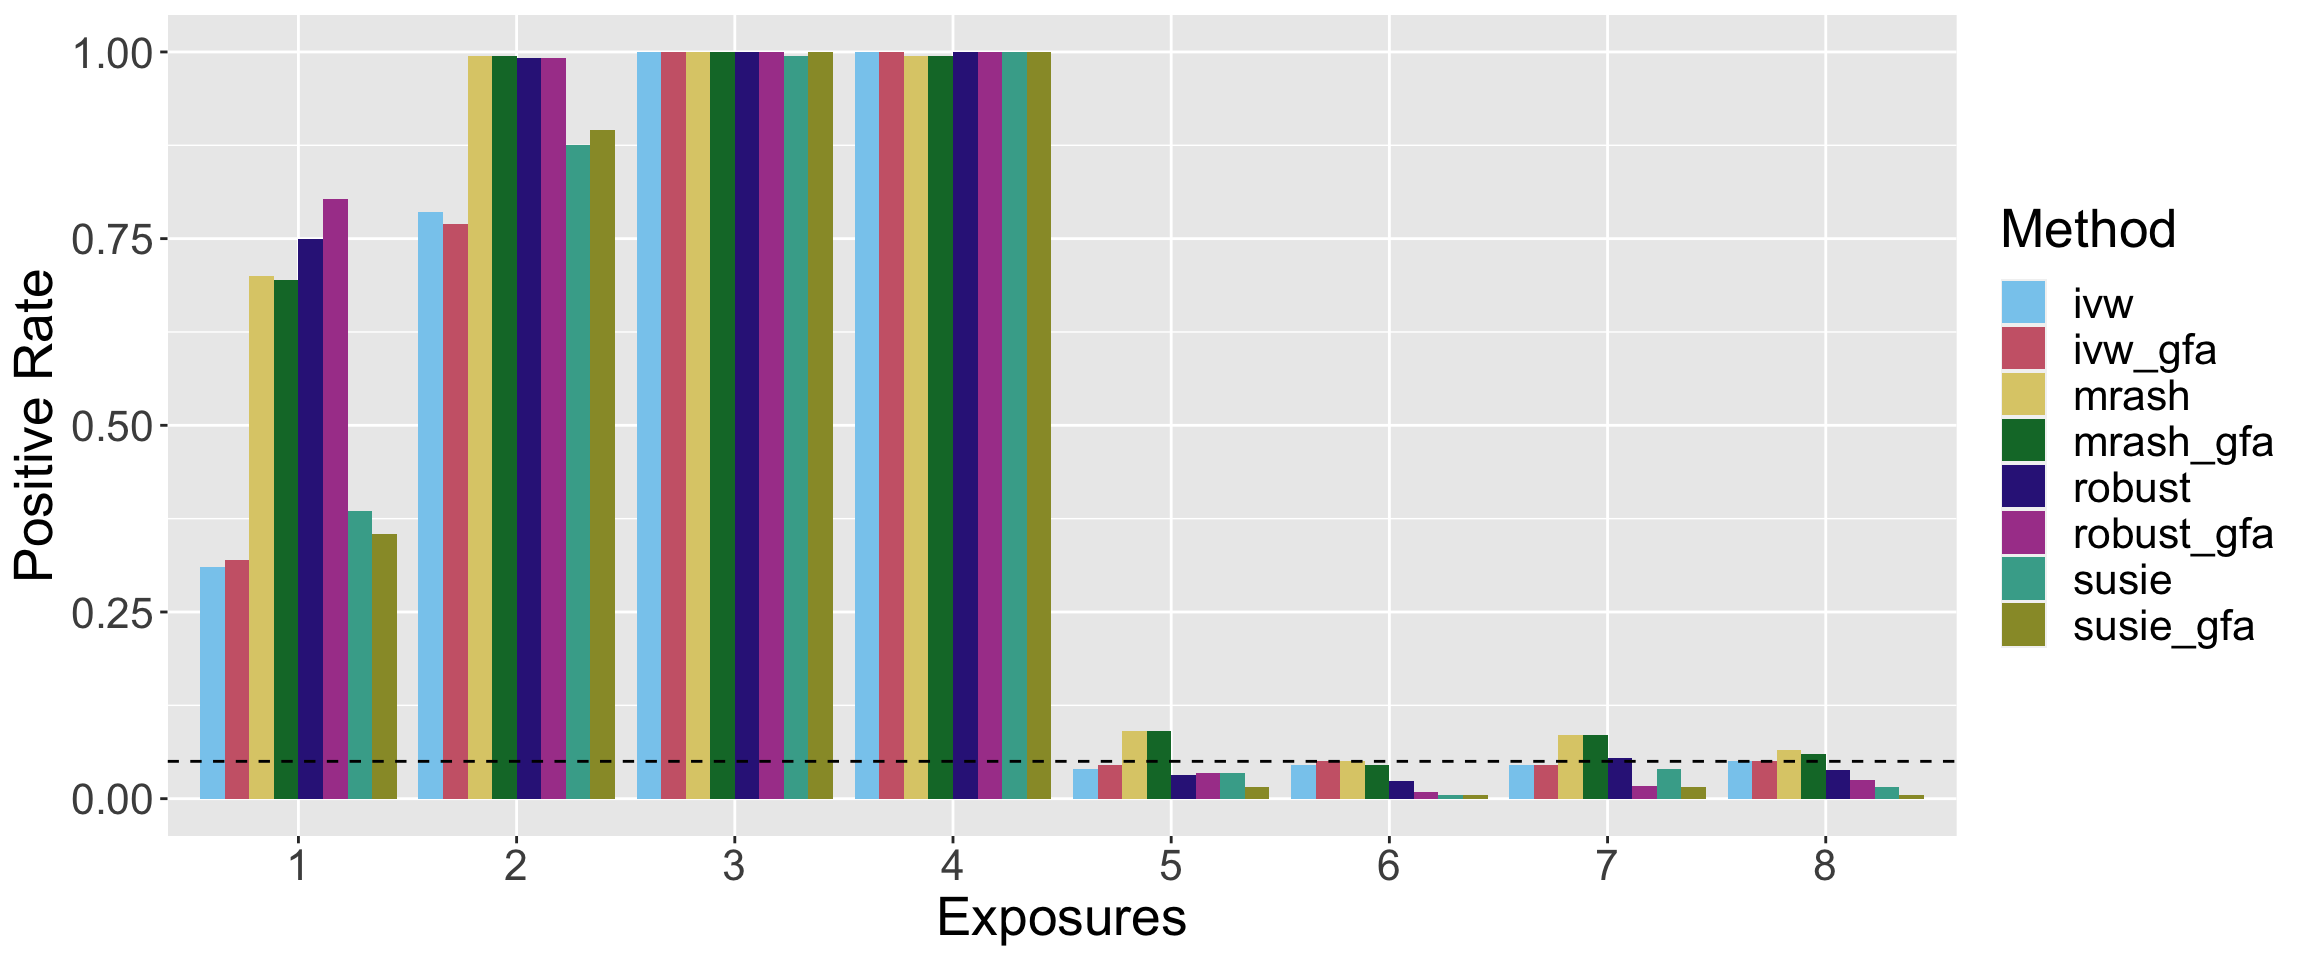 Positive Rate
1.00
0.75
0.50
0.25
0.00
1 2 3 4 5 6 7 8
Exposures
Method
ivw
ivw_gfa
mrash
mrash_gfa
robust
robust_gfa
susie
susie_gfa